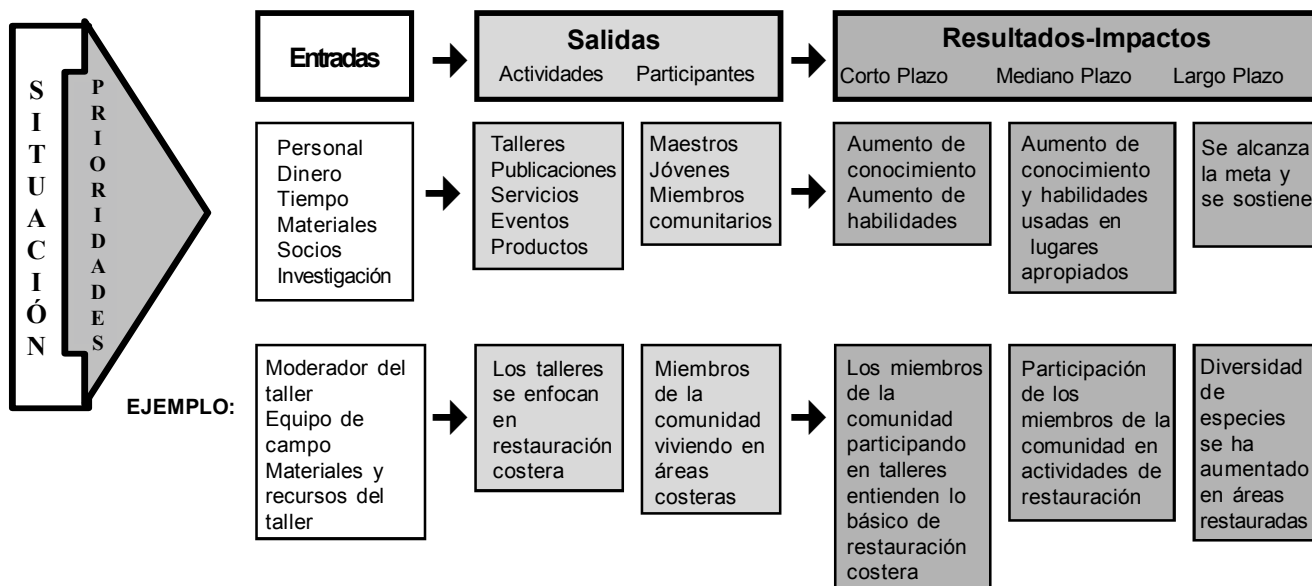 SITUACIÓN
PRIORIDADES
Entradas
Salidas
Actividades
Participantes
Resultados-Impactos
Corto Plazo
Mediano Plazo
Largo Plazo
Personal
Dinero
Tiempo
Materiales
Socios
Investigación
Talleres
Publicaciones
Servicios
Eventos
Productos
Maestros
Jóvenes
Miembros
comunitarios
Aumento de
conocimiento
Aumento de
habilidades
Aumento de
conocimiento
y habilidades
usadas en
lugares
apropiados
Se alcanza
la meta y
se sostiene
EJEMPLO:
Moderador del
taller
Equipo de
campo
Materiales y
recursos del
taller
Los talleres
se enfocan
en
restauración
costera
Miembros
de la
comunidad
viviendo en
áreas
costeras
Los miembros
de la
comunidad
participando
en talleres
entienden lo
básico de
restauración
costera
Participación
de los
miembros de la
comunidad en
actividades de
restauración
Diversidad
de
especies
se ha
aumentado
en áreas
restauradas